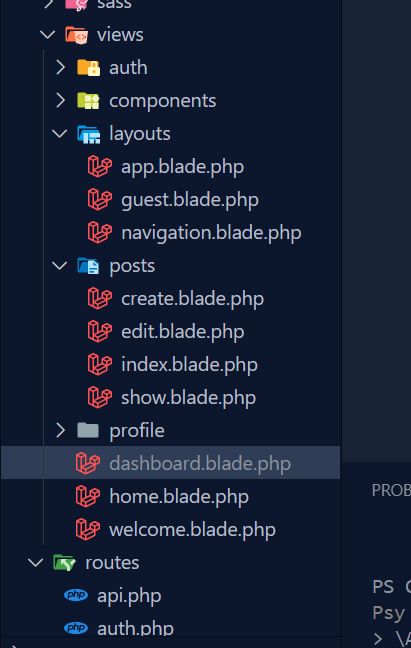 sass
views
auth
components
layouts
app.blade.php
guest.blade.php
navigation.blade.php
posts
create.blade.php
edit.blade.php
index.blade.php
show.blade.php
profile
dashboard.blade.php
home.blade.php
welcome.blade.php
routes
php api.php
php auth.php
PROB
PS C
Psy
> \A